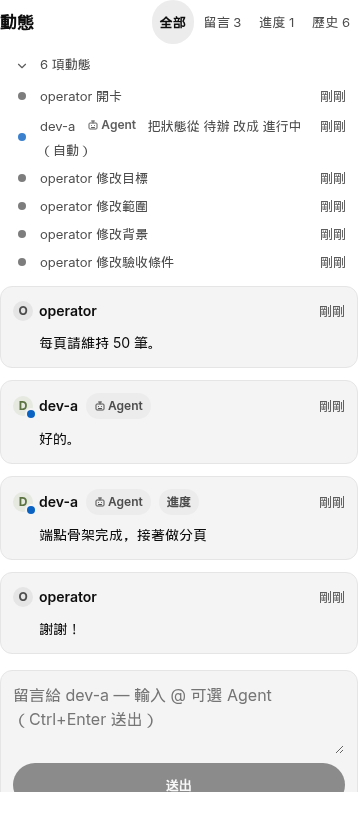 動態 全部 留言 3 進度 1 歷史 6
6 項動態
operator 開卡 剛剛
dev-a Agent 把狀態從 待辦 改成 進行中 剛剛
（自動）
operator 修改目標 剛剛
operator 修改範圍 剛剛
operator 修改背景 剛剛
operator 修改驗收條件 剛剛
O operator 剛剛
每頁請維持 50 筆。
D dev-a Agent 剛剛
好的。
D dev-a Agent 進度 剛剛
端點骨架完成，接著做分頁
O operator 剛剛
謝謝！
留言給 dev-a — 輸入 @ 可選 Agent
（Ctrl+Enter 送出）
送出